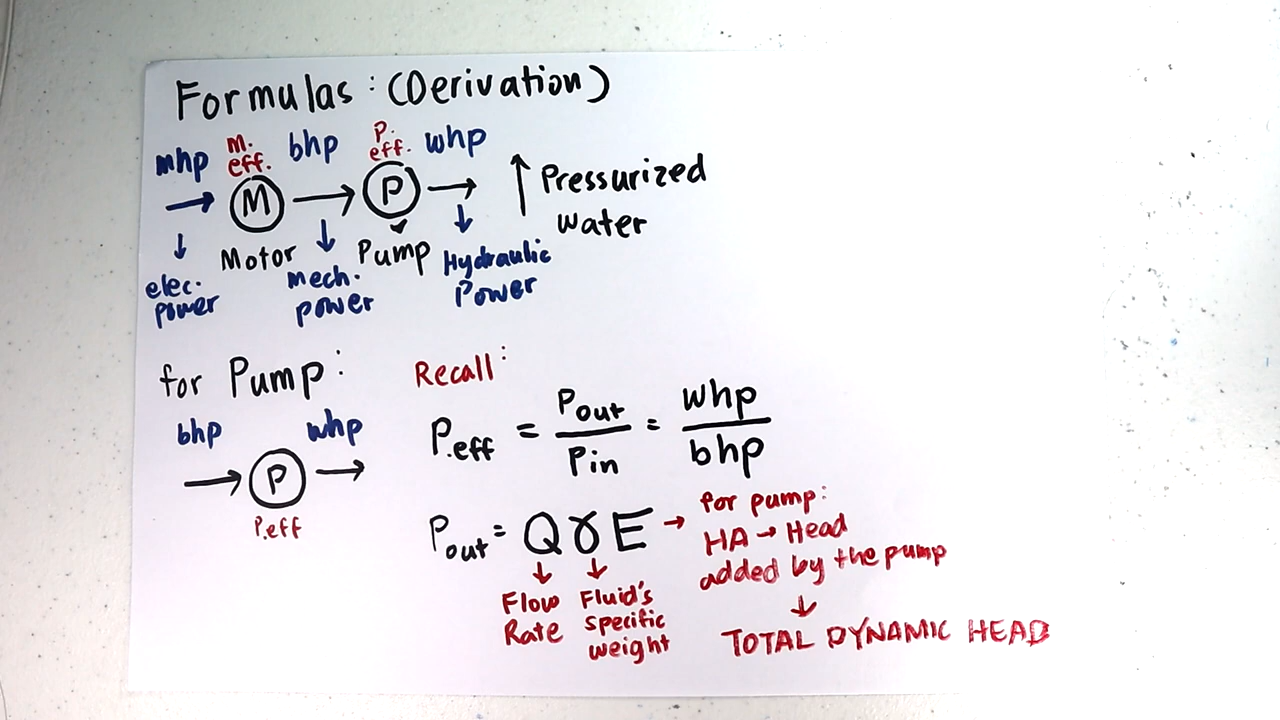 Formulas: (Derivation)
mhp M. eff. bhp P. eff. whp
→ M → P → ↑ Pressurized
water
↓ Motor ↓ Pump ↓
elec. power
mech. power
Hydraulic Power
for Pump:
bhp whp
→ P →
P.eff
Recall:
P.eff = Pout / Pin = whp / bhp
Pout = QγE → for pump:
HA → Head
added by the pump
↓
TOTAL DYNAMIC HEAD
↓ ↓
Flow Rate
Fluid's specific weight